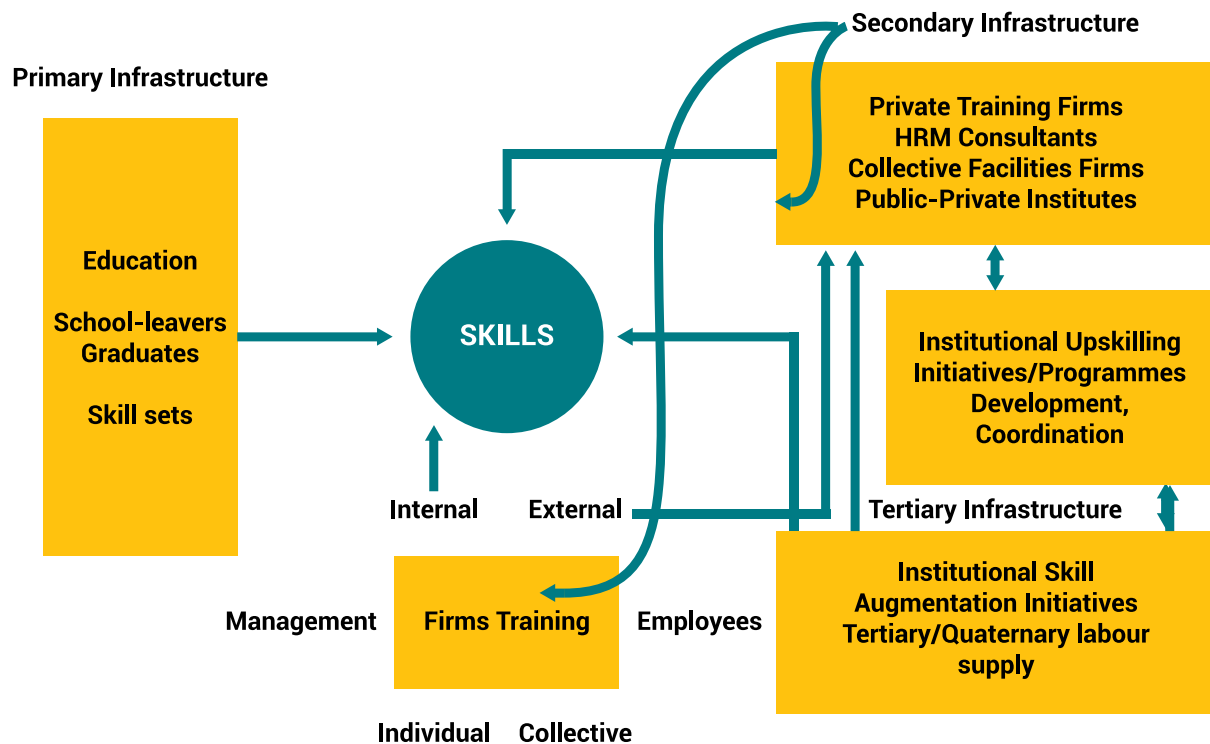 Secondary Infrastructure
Primary Infrastructure
Private Training Firms
HRM Consultants
Collective Facilities Firms
Public-Private Institutes
Education
School-leavers
Graduates
Skill sets
SKILLS
Institutional Upskilling
Initiatives/Programmes
Development,
Coordination
Internal
External
Tertiary Infrastructure
Management
Firms Training
Employees
Institutional Skill
Augmentation Initiatives
Tertiary/Quaternary labour
supply
Individual
Collective